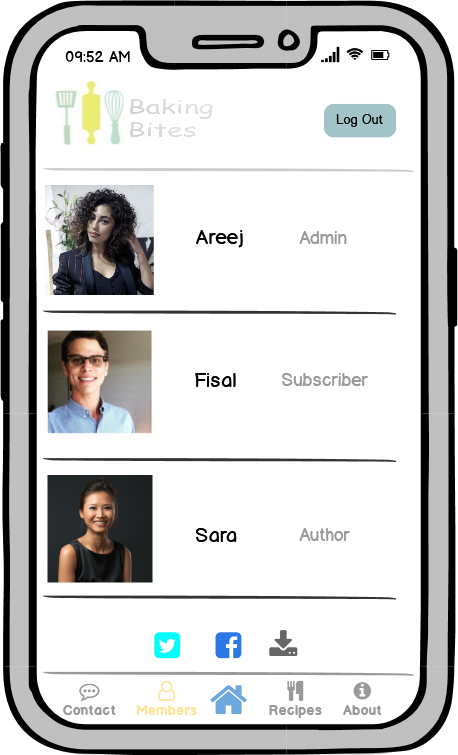 09:52 AM
Baking
Bites
Log Out
Areej Admin
Fisal Subscriber
Sara Author
Contact Members Recipes About